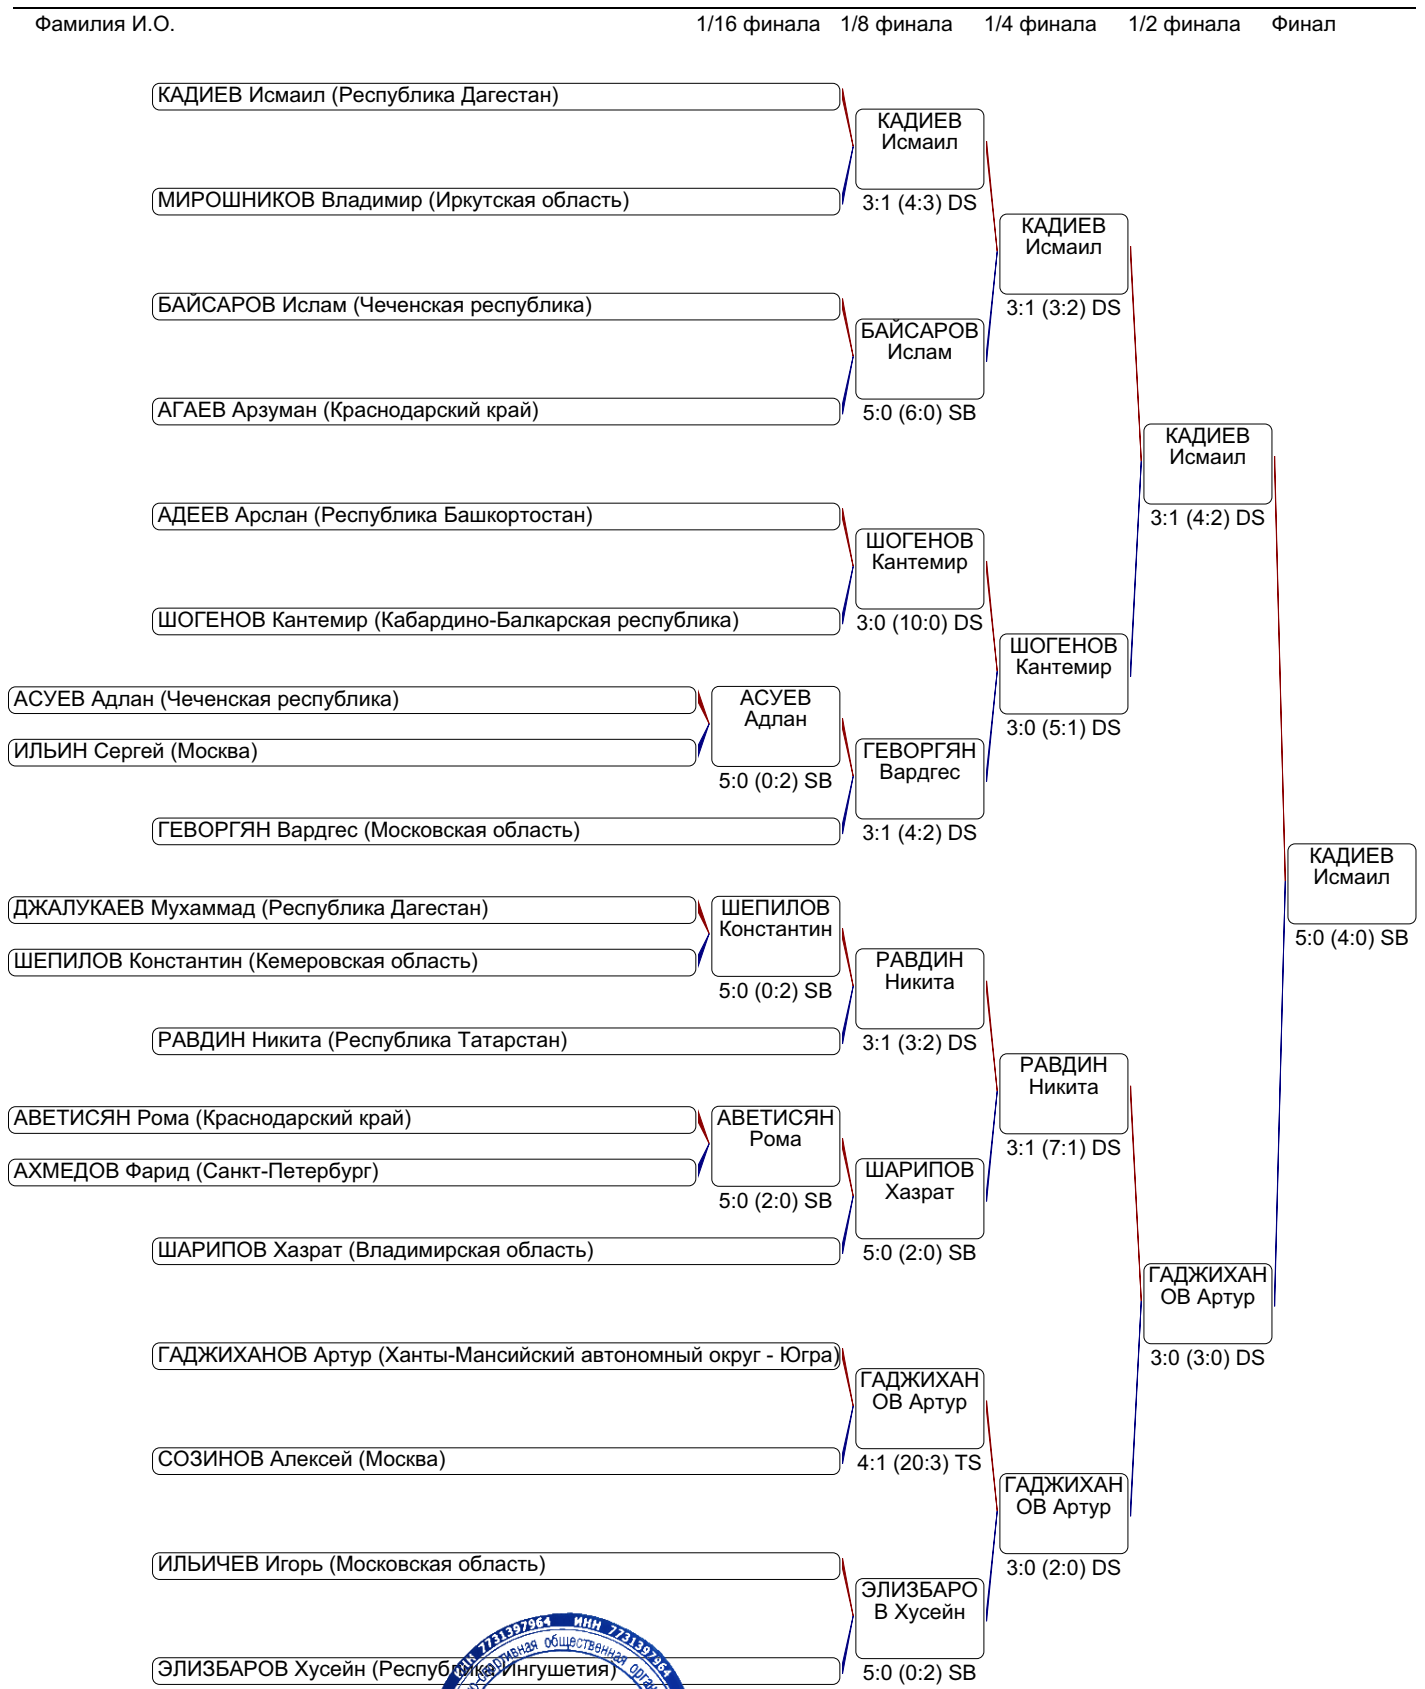 Фамилия И.О. 1/16 финала 1/8 финала 1/4 финала 1/2 финала Финал
КАДИЕВ Исмаил (Республика Дагестан)
КАДИЕВ
Исмаил
МИРОШНИКОВ Владимир (Иркутская область)
3:1 (4:3) DS
КАДИЕВ
Исмаил
БАЙСАРОВ Ислам (Чеченская республика)
3:1 (3:2) DS
БАЙСАРОВ
Ислам
АГАЕВ Арзуман (Краснодарский край)
5:0 (6:0) SB
КАДИЕВ
Исмаил
АДЕЕВ Арслан (Республика Башкортостан)
3:1 (4:2) DS
ШОГЕНОВ
Кантемир
ШОГЕНОВ Кантемир (Кабардино-Балкарская республика)
3:0 (10:0) DS
ШОГЕНОВ
Кантемир
АСУЕВ Адлан (Чеченская республика)
АСУЕВ
Адлан
3:0 (5:1) DS
ИЛЬИН Сергей (Москва)
5:0 (0:2) SB
ГЕВОРГЯН
Вардгес
ГЕВОРГЯН Вардгес (Московская область)
3:1 (4:2) DS
КАДИЕВ
Исмаил
5:0 (4:0) SB
ДЖАЛУКАЕВ Мухаммад (Республика Дагестан)
ШЕПИЛОВ
Константин
ШЕПИЛОВ Константин (Кемеровская область)
5:0 (0:2) SB
РАВДИН
Никита
РАВДИН Никита (Республика Татарстан)
3:1 (3:2) DS
РАВДИН
Никита
3:1 (7:1) DS
АВЕТИСЯН Рома (Краснодарский край)
АВЕТИСЯН
Рома
АХМЕДОВ Фарид (Санкт-Петербург)
5:0 (2:0) SB
ШАРИПОВ
Хазрат
ШАРИПОВ Хазрат (Владимирская область)
5:0 (2:0) SB
ГАДЖИХАН
ОВ Артур
3:0 (3:0) DS
ГАДЖИХАНОВ Артур (Ханты-Мансийский автономный округ - Югра)
ГАДЖИХАН
ОВ Артур
СОЗИНОВ Алексей (Москва)
4:1 (20:3) TS
ГАДЖИХАН
ОВ Артур
3:0 (2:0) DS
ИЛЬИЧЕВ Игорь (Московская область)
ЭЛИЗБАРО
В Хусейн
ЭЛИЗБАРОВ Хусейн (Республика Ингушетия)
5:0 (0:2) SB
ИНН 7731397964 ИНН
общественная